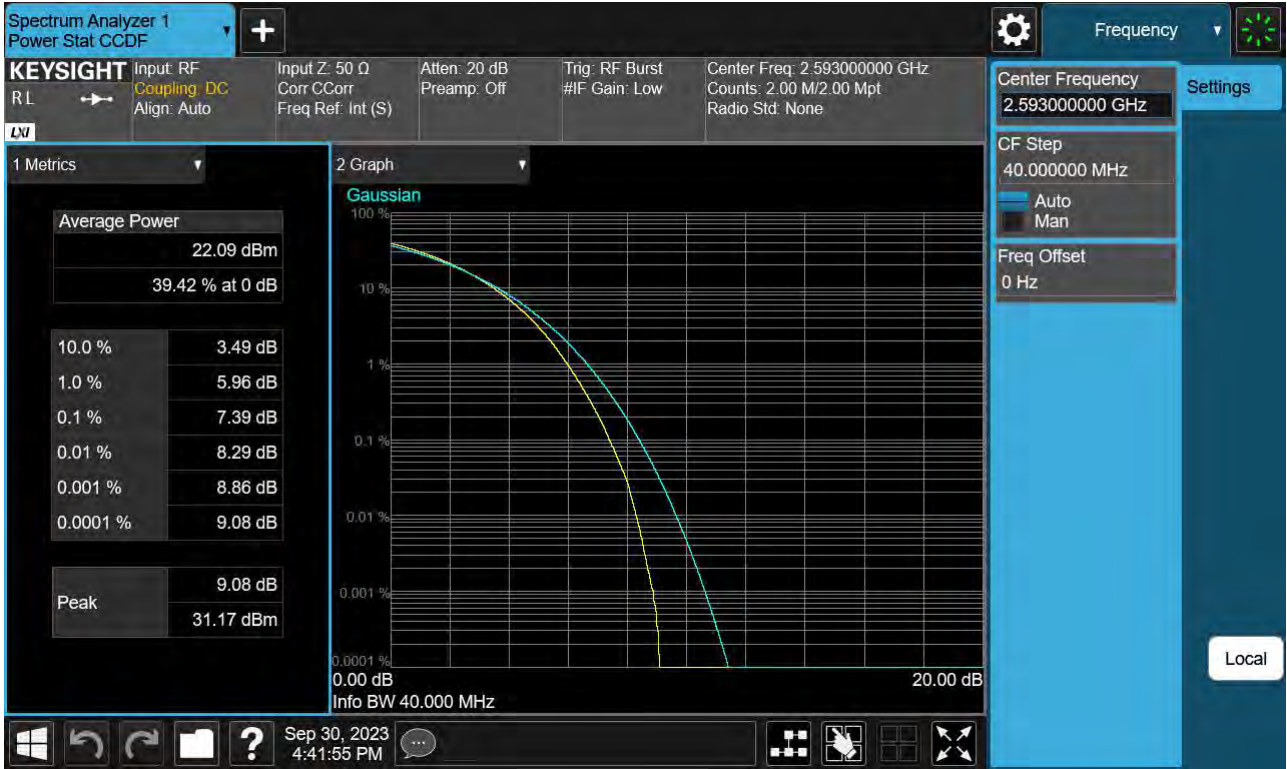 Spectrum Analyzer 1
Power Stat CCDF
Frequency
KEYSIGHT
R L
LXI
Input: RF
Coupling: DC
Align: Auto
Input Z: 50 Ω
Corr CCorr
Freq Ref: Int (S)
Atten: 20 dB
Preamp: Off
Trig: RF Burst
#IF Gain: Low
Center Freq: 2.593000000 GHz
Counts: 2.00 M/2.00 Mpt
Radio Std: None
Center Frequency
2.593000000 GHz
Settings
CF Step
40.000000 MHz
Auto
Man
Freq Offset
0 Hz
Local
1 Metrics
Average Power
22.09 dBm
39.42 % at 0 dB
10.0 % 3.49 dB
1.0 % 5.96 dB
0.1 % 7.39 dB
0.01 % 8.29 dB
0.001 % 8.86 dB
0.0001 % 9.08 dB
Peak
9.08 dB
31.17 dBm
2 Graph
Gaussian
100 %
10 %
1 %
0.1 %
0.01 %
0.001 %
0.0001 %
0.00 dB 20.00 dB
Info BW 40.000 MHz
?
Sep 30, 2023
4:41:55 PM